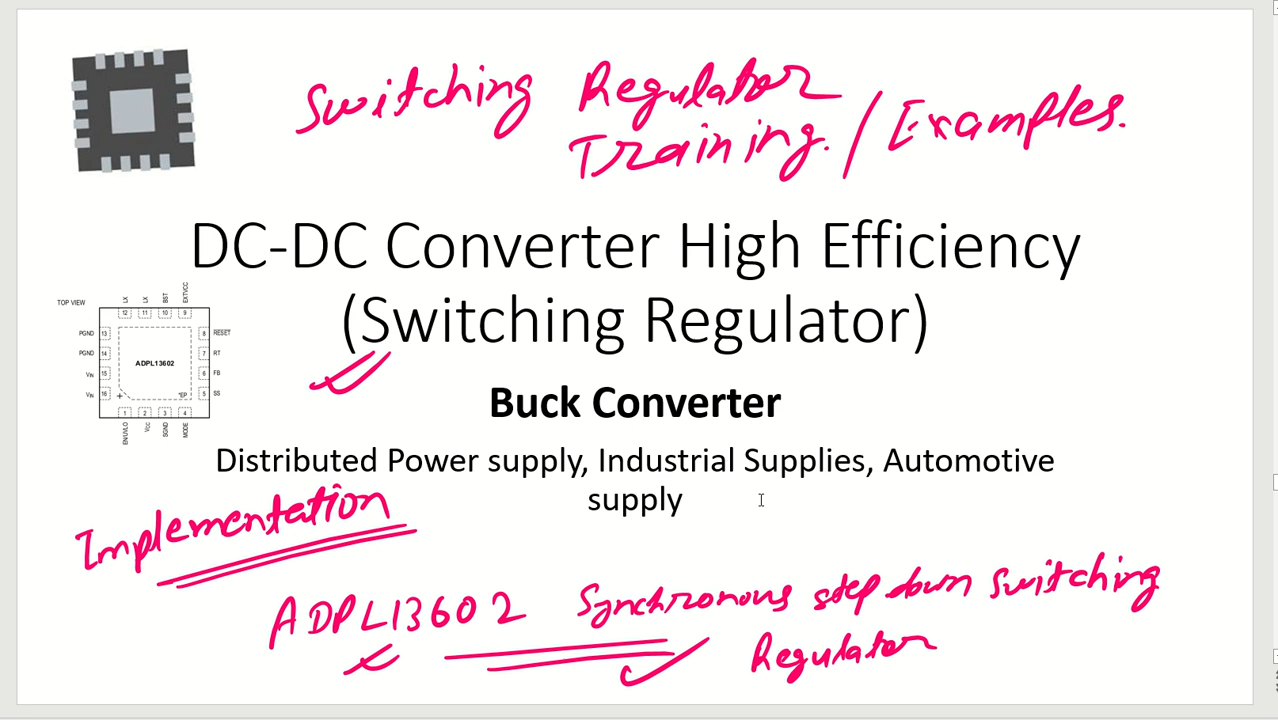 Switching Regulator
Training. / Examples.
DC-DC Converter High Efficiency
(Switching Regulator)
TOP VIEW
LX
LX
BST
EXTVCC
12 11 10 9
PGND 13
PGND 14
VIN 15
VIN 16
ADPL13602
8 RESET
7 RT
6 FB
5 SS
+ *EP
1 2 3 4
EN/UVLO
VCC
SGND
MODE
Buck Converter
Distributed Power supply, Industrial Supplies, Automotive
supply
Implementation
ADPL13602 Synchronous step down Switching
Regulator